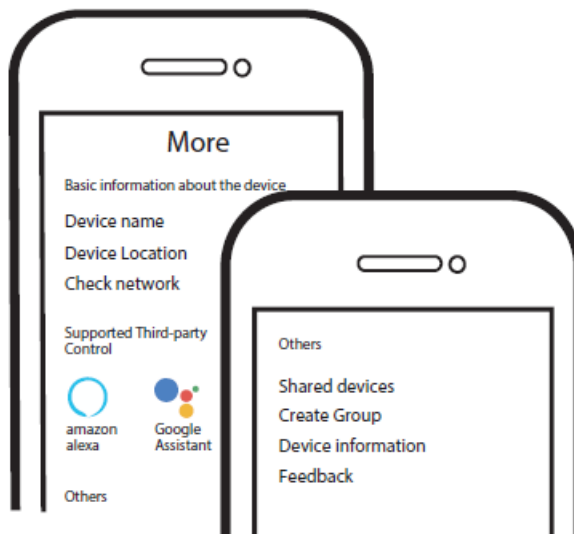 More
Basic information about the device
Device name
Device Location
Check network
Supported Third-party
Control
amazon
alexa
Google
Assistant
Others
Others
Shared devices
Create Group
Device information
Feedback